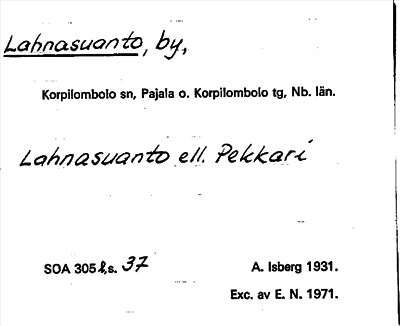 Lahnasuanto, by,
Korpilombolo sn, Pajala o. Korpilombolo tg, Nb. län.
Lahnasuanto ell. Pekkari
SOA 305 l, s. 37
A. Isberg 1931.
Exc. av E. N. 1971.